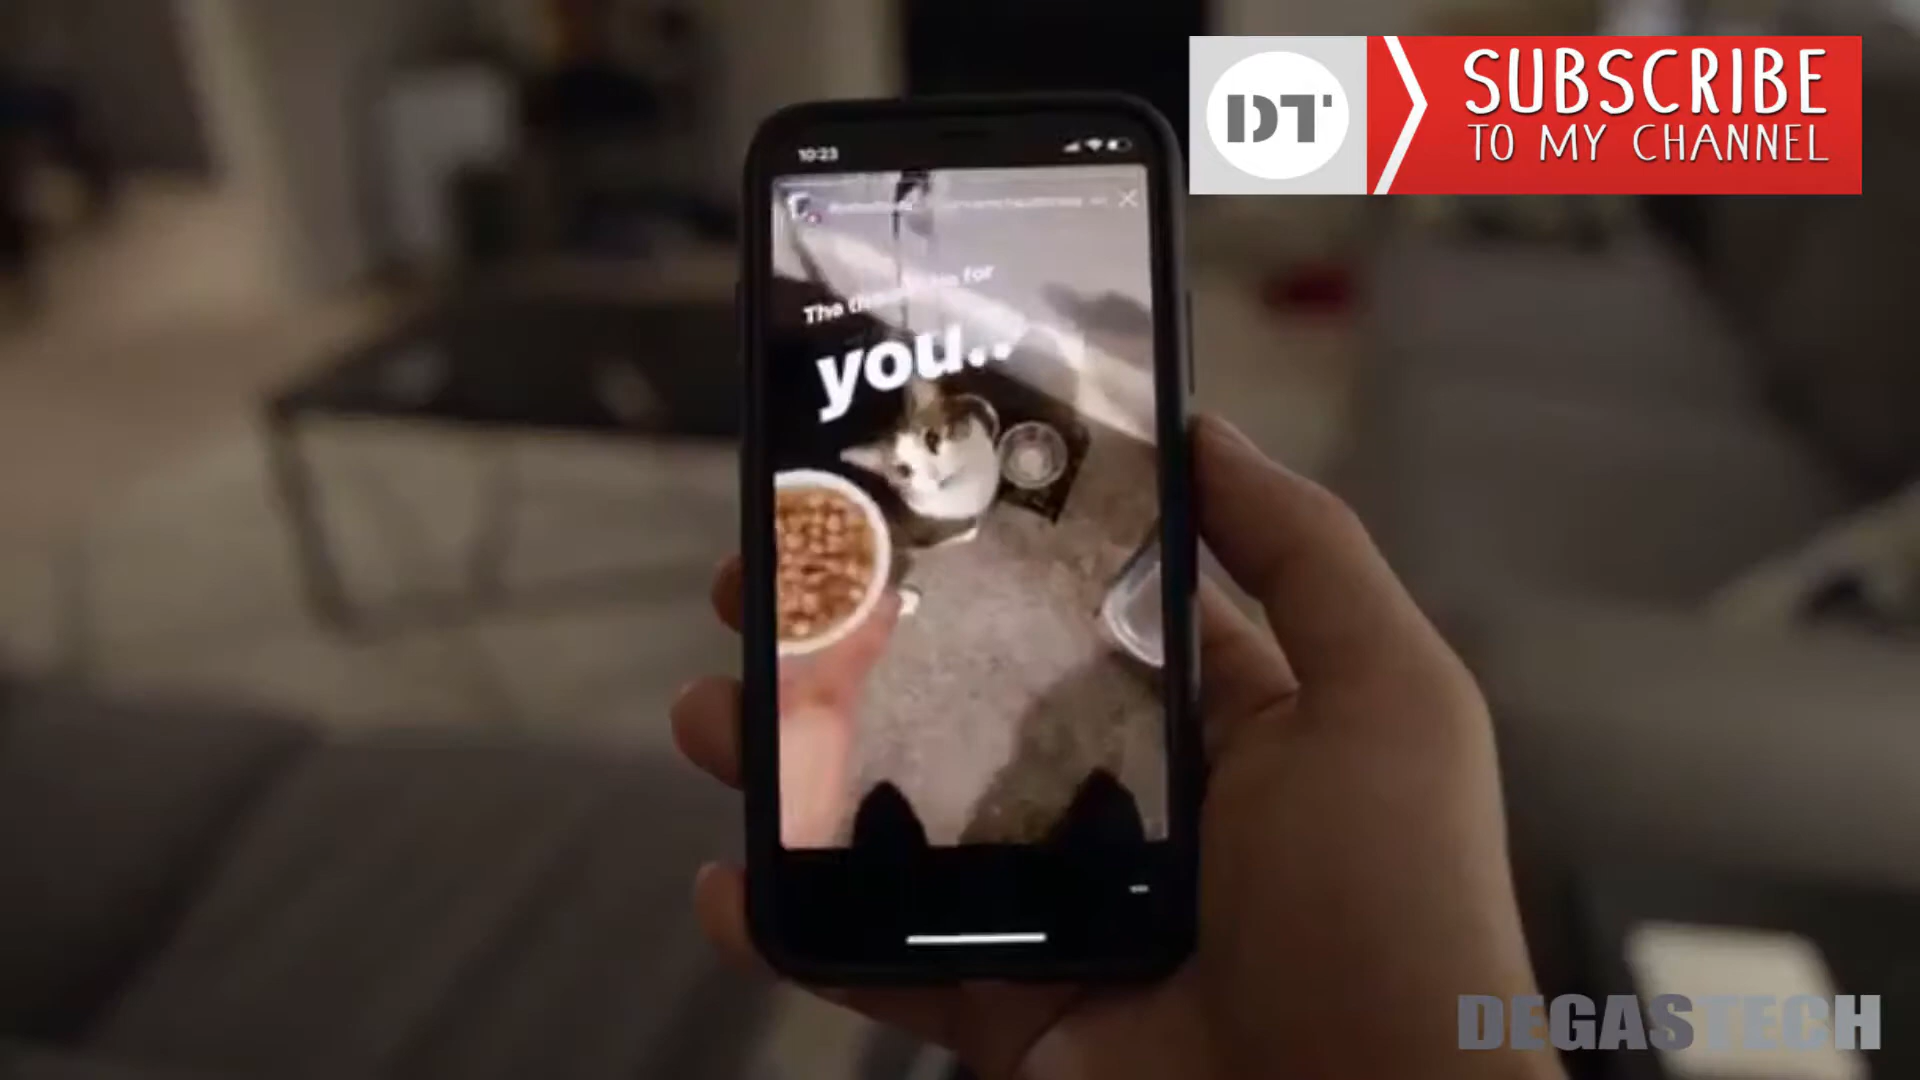 10:23
DT
SUBSCRIBE
TO MY CHANNEL
The for
you..
DEGASTECH